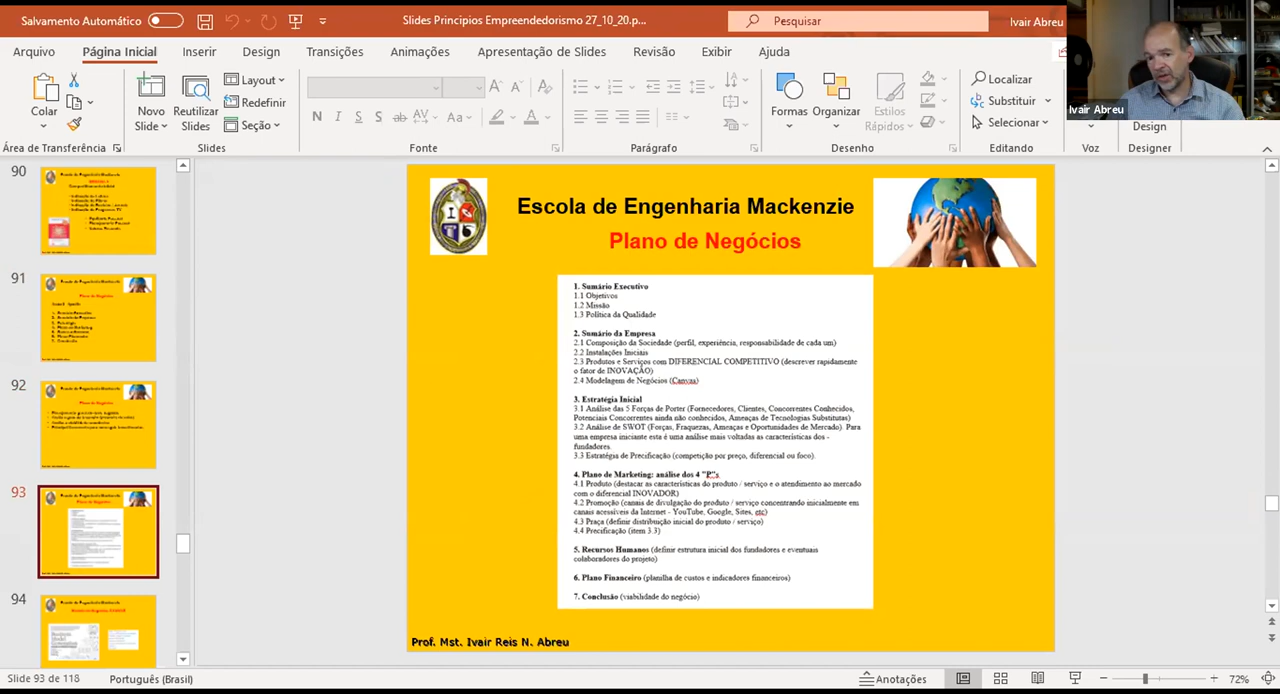 Salvamento Automático
Slides Principios Empreendedorismo 27_10_20.p...
Pesquisar
Ivair Abreu
Arquivo
Página Inicial
Inserir
Design
Transições
Animações
Apresentação de Slides
Revisão
Exibir
Ajuda
Colar
Novo
Slide
Reutilizar
Slides
Layout
Redefinir
Seção
N I S S ab AV Aa A
Formas
Organizar
Estilos
Rápidos
Localizar
Substituir
Selecionar
Design
Ivair Abreu
Área de Transferência
Slides
Fonte
Parágrafo
Desenho
Editando
Voz
Designer
90
91
92
93
94
Escola de Engenharia Mackenzie
Plano de Negócios
1. Sumário Executivo
1.1 Objetivos
1.2 Missão
1.3 Política da Qualidade
2. Sumário da Empresa
2.1 Composição da Sociedade (perfil, experiência, responsabilidade de cada um)
2.2 Instalações Iniciais
2.3 Produtos e Serviços com DIFERENCIAL COMPETITIVO (descrever rapidamente
o fator de INOVAÇÃO)
2.4 Modelagem de Negócios (Canvas)
3. Estratégia Inicial
3.1 Análise das 5 Forças de Porter (Fornecedores, Clientes, Concorrentes Conhecidos,
Potenciais Concorrentes ainda não conhecidos, Ameaças de Tecnologias Substitutas)
3.2 Análise de SWOT (Forças, Fraquezas, Ameaças e Oportunidades de Mercado). Para
uma empresa iniciante esta é uma análise mais voltadas as características dos -
fundadores.
3.3 Estratégia de Precificação (competição por preço, diferencial ou foco).
4. Plano de Marketing: análise dos 4 "P"s
4.1 Produto (destacar as características do produto / serviço e o atendimento ao mercado
com o diferencial INOVADOR)
4.2 Promoção (canais de divulgação do produto / serviço concentrando inicialmente em
canais acessíveis da Internet - YouTube, Google, Sites, etc)
4.3 Praça (definir distribuição inicial do produto / serviço)
4.4 Precificação (item 3.3)
5. Recursos Humanos (definir estrutura inicial dos fundadores e eventuais
colaboradores do projeto)
6. Plano Financeiro (planilha de custos e indicadores financeiros)
7. Conclusão (viabilidade do negócio)
Prof. Mst. Ivair Reis N. Abreu
Slide 93 de 118
Português (Brasil)
Anotações
72%